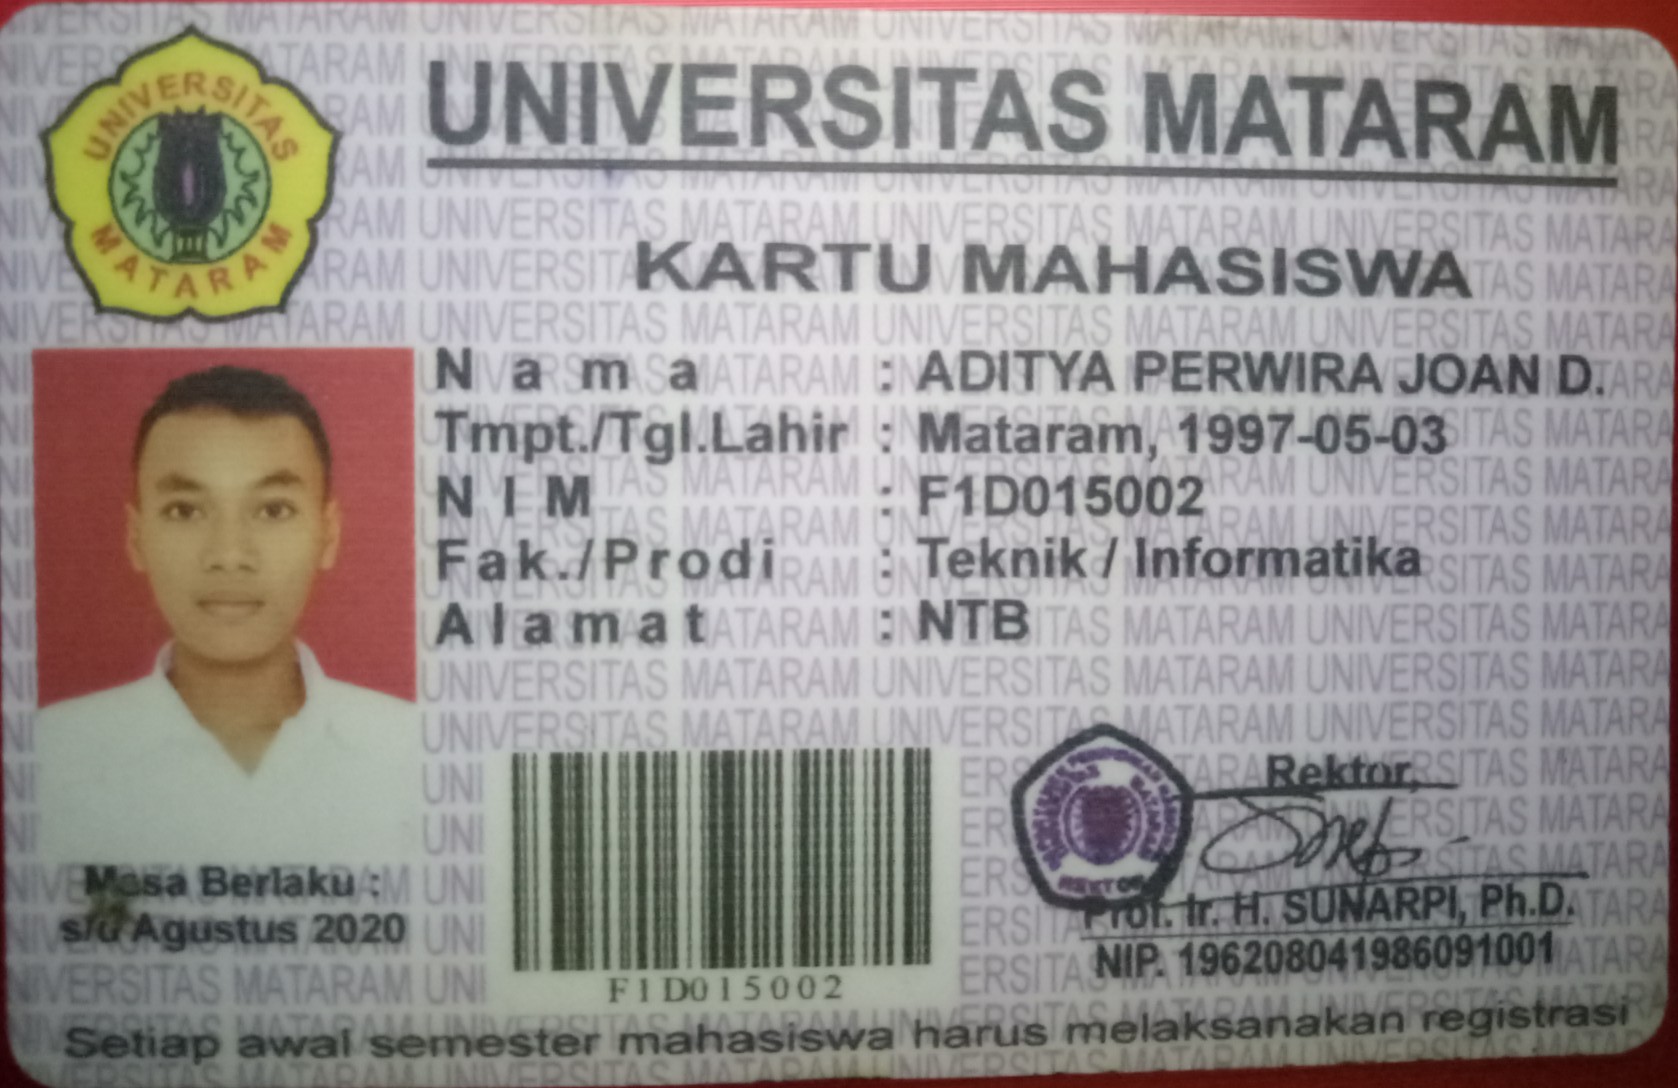 UNIVERSITAS MATARAM
UNIVERSITAS MATARAM
KARTU MAHASISWA
Nama : ADITYA PERWIRA JOAN D.
Tmpt./Tgl.Lahir : Mataram, 1997-05-03
NIM : F1D015002
Fak./Prodi : Teknik / Informatika
Alamat : NTB
Masa Berlaku :
s/d Agustus 2020
F1D015002
Rektor,
REKTOR
Prof. Ir. H. SUNARPI, Ph.D.
NIP. 196208041986091001
Setiap awal semester mahasiswa harus melaksanakan registrasi